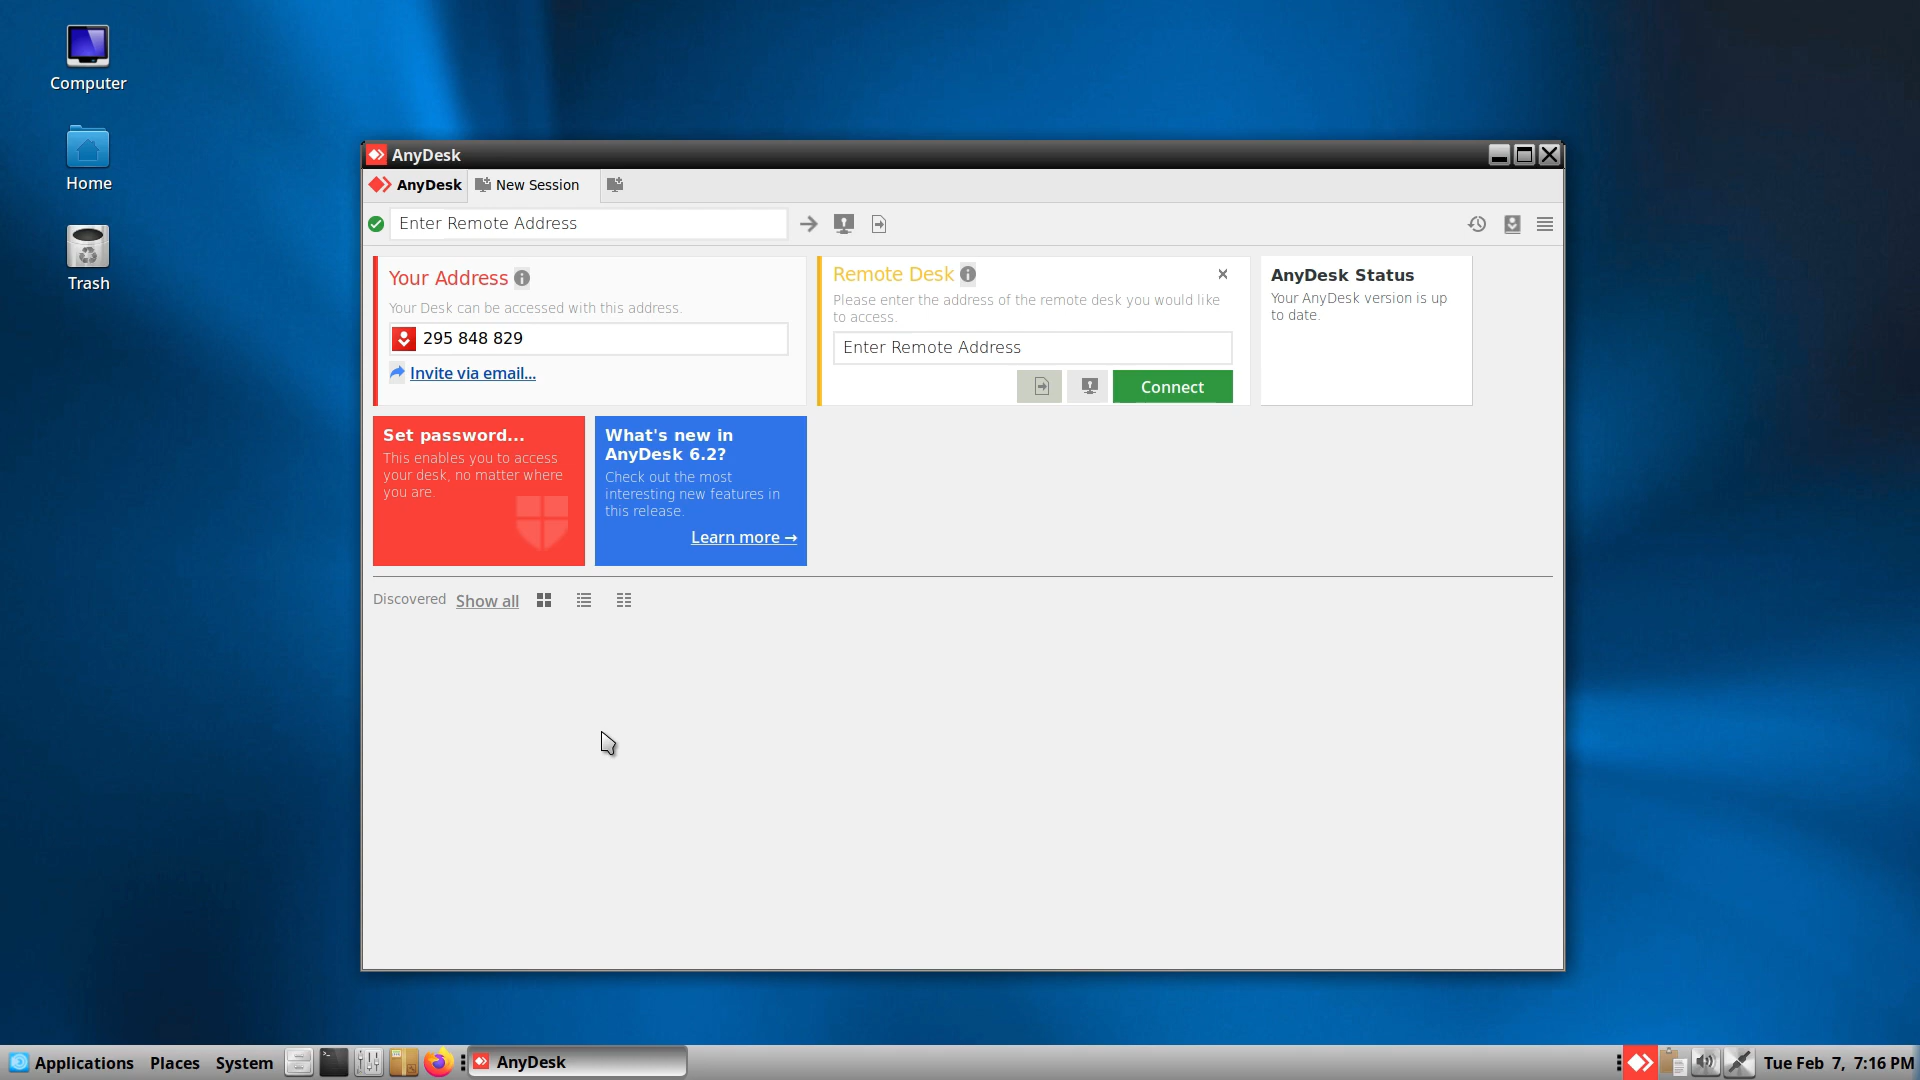 Computer
Home
Trash
AnyDesk
AnyDesk
New Session
Enter Remote Address
Your Address
Your Desk can be accessed with this address.
295 848 829
Invite via email...
Remote Desk
Please enter the address of the remote desk you would like
to access.
Enter Remote Address
Connect
AnyDesk Status
Your AnyDesk version is up
to date.
Set password...
This enables you to access
your desk, no matter where
you are.
What's new in
AnyDesk 6.2?
Check out the most
interesting new features in
this release.
Learn more →
Discovered Show all
Applications Places System AnyDesk Tue Feb 7, 7:16 PM